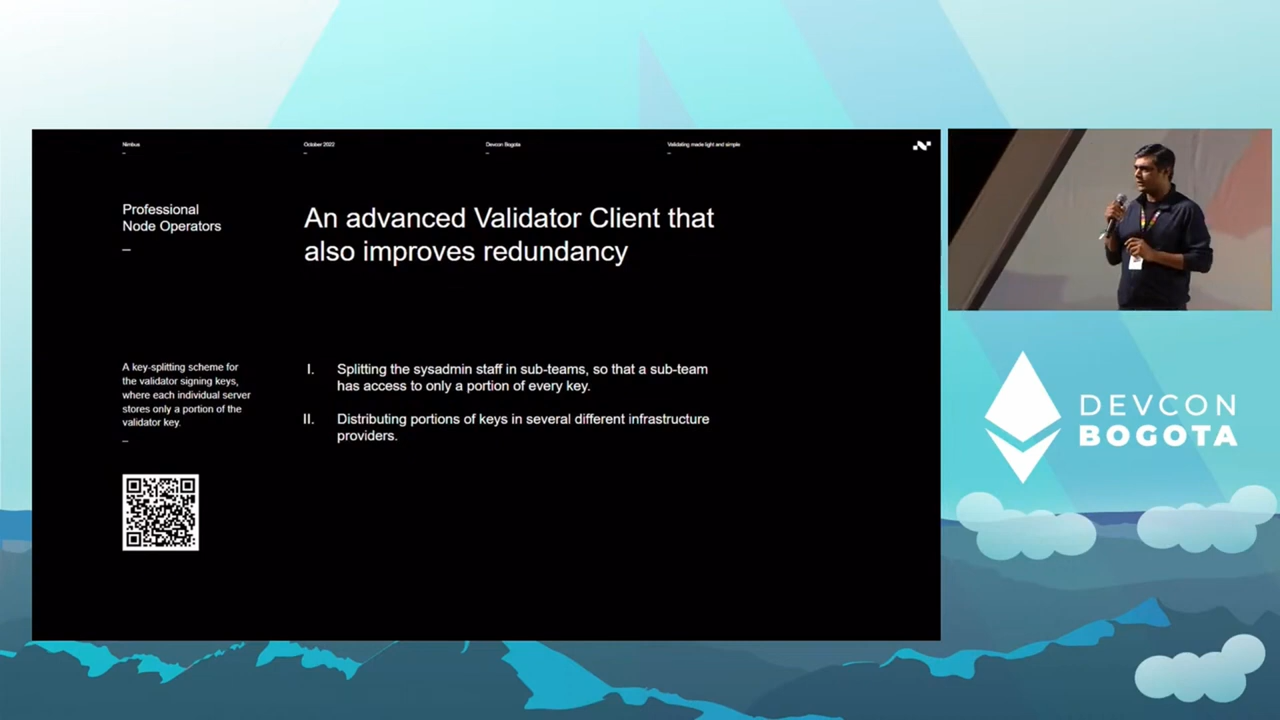 Nimbus
October 2022
Devcon Bogota
Validating made light and simple
Professional
Node Operators
An advanced Validator Client that
also improves redundancy
A key-splitting scheme for
the validator signing keys,
where each individual server
stores only a portion of the
validator key.
I. Splitting the sysadmin staff in sub-teams, so that a sub-team
has access to only a portion of every key.
II. Distributing portions of keys in several different infrastructure
providers.
DEVCON
BOGOTA